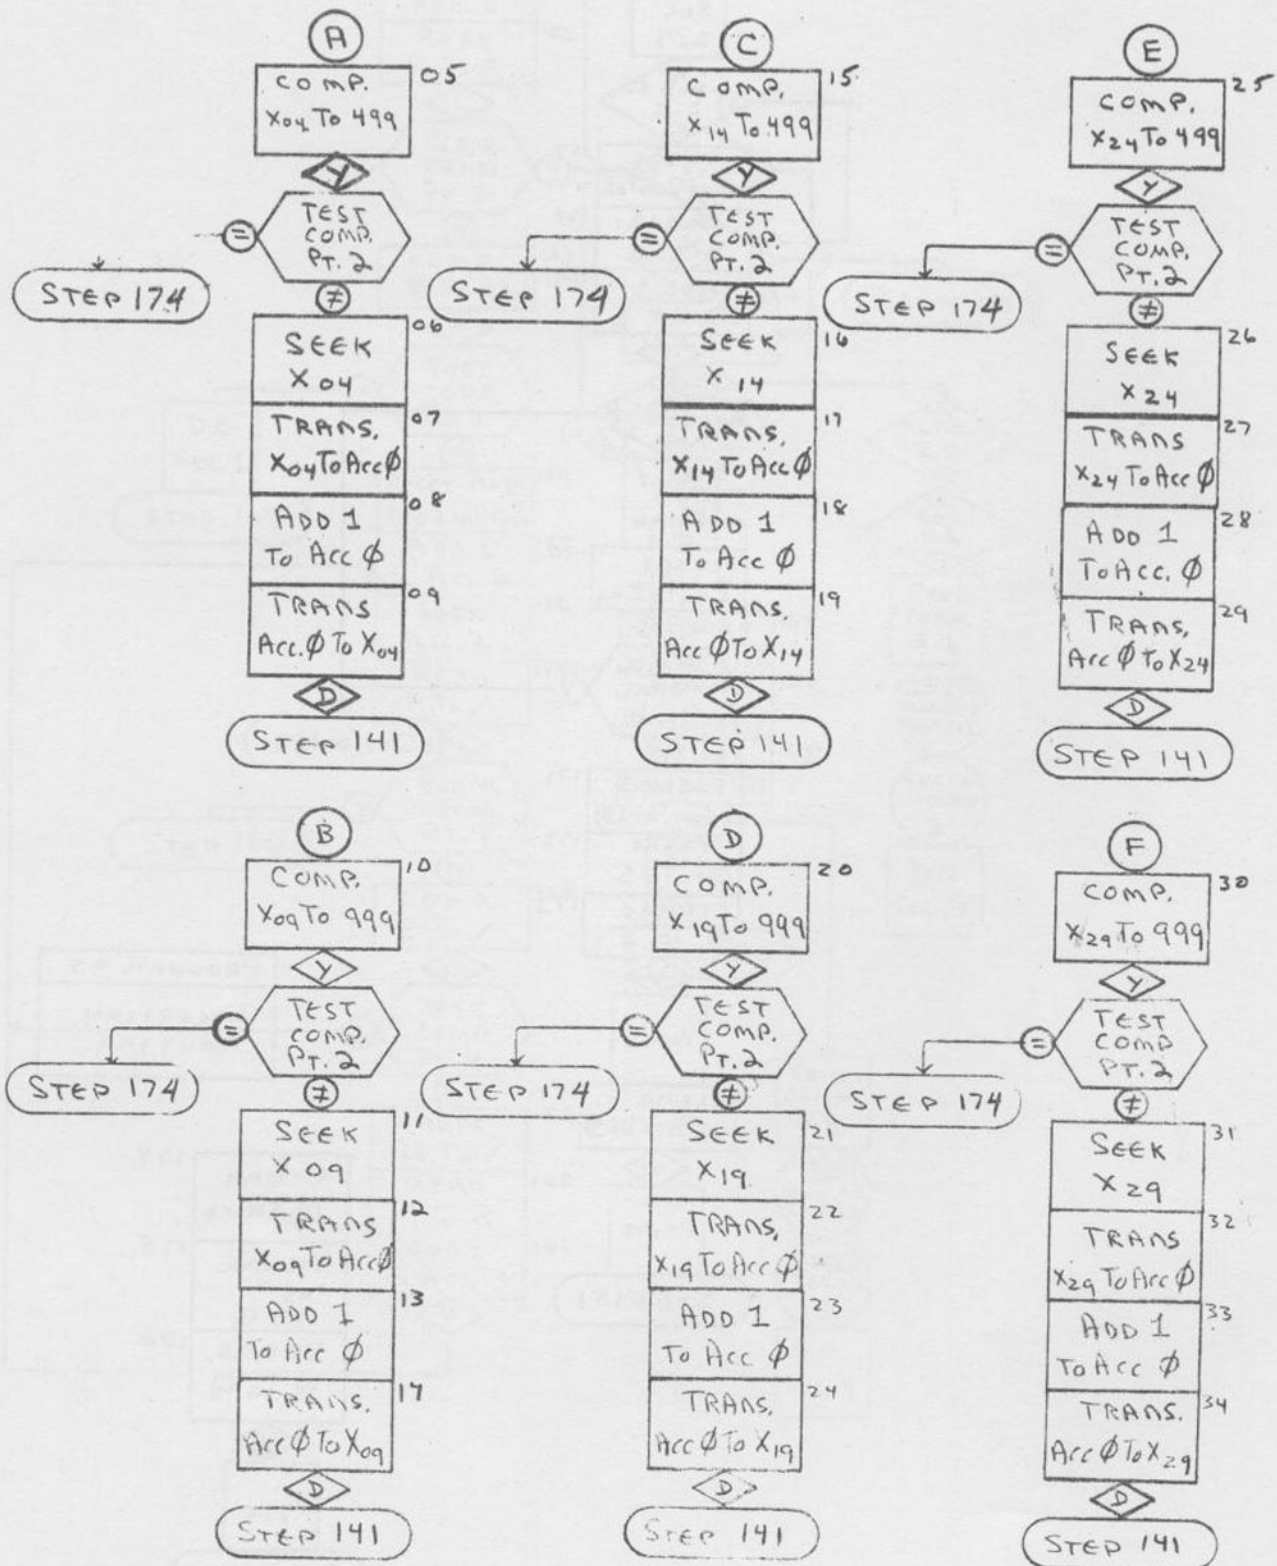 A
05
COMP.
X04 To 499
Y
TEST
COMP.
PT. 2
=
STEP 174
≠
06
SEEK
X 04
07
TRANS.
X04 To Acc Ø
08
ADD 1
To Acc Ø
09
TRANS
Acc. Ø To X04
D
STEP 141
C
15
COMP.
X14 To 499
Y
TEST
COMP.
PT. 2
=
STEP 174
≠
16
SEEK
X 14
17
TRANS.
X14 To Acc Ø
18
ADD 1
To Acc Ø
19
TRANS.
Acc Ø To X14
D
STEP 141
E
25
COMP.
X24 To 499
Y
TEST
COMP.
PT. 2
=
STEP 174
≠
26
SEEK
X 24
27
TRANS
X24 To Acc Ø
28
ADD 1
To Acc. Ø
29
TRANS.
Acc Ø To X24
D
STEP 141
B
10
COMP.
X09 To 999
Y
TEST
COMP.
PT. 2
=
STEP 174
≠
11
SEEK
X 09
12
TRANS
X09 To Acc Ø
13
ADD 1
To Acc Ø
14
TRANS.
Acc Ø To X09
D
STEP 141
D
20
COMP.
X19 To 999
Y
TEST
COMP.
PT. 2
=
STEP 174
≠
21
SEEK
X 19
22
TRANS.
X19 To Acc Ø
23
ADD 1
To Acc Ø
24
TRANS.
Acc Ø To X19
D
STEP 141
F
30
COMP.
X29 To 999
Y
TEST
COMP
PT. 2
=
STEP 174
≠
31
SEEK
X 29
32
TRANS
X29 To Acc Ø
33
ADD 1
To Acc Ø
34
TRANS.
Acc Ø To X29
D
STEP 141